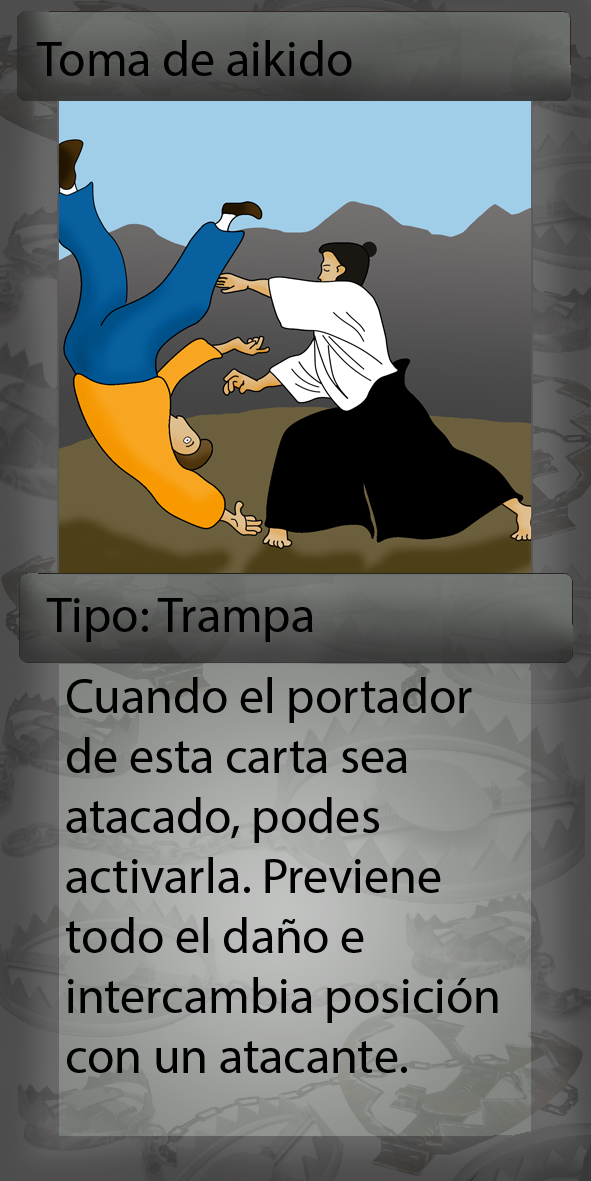 Toma de aikido
Tipo: Trampa
Cuando el portador
de esta carta sea
atacado, podes
activarla. Previene
todo el daño e
intercambia posición
con un atacante.